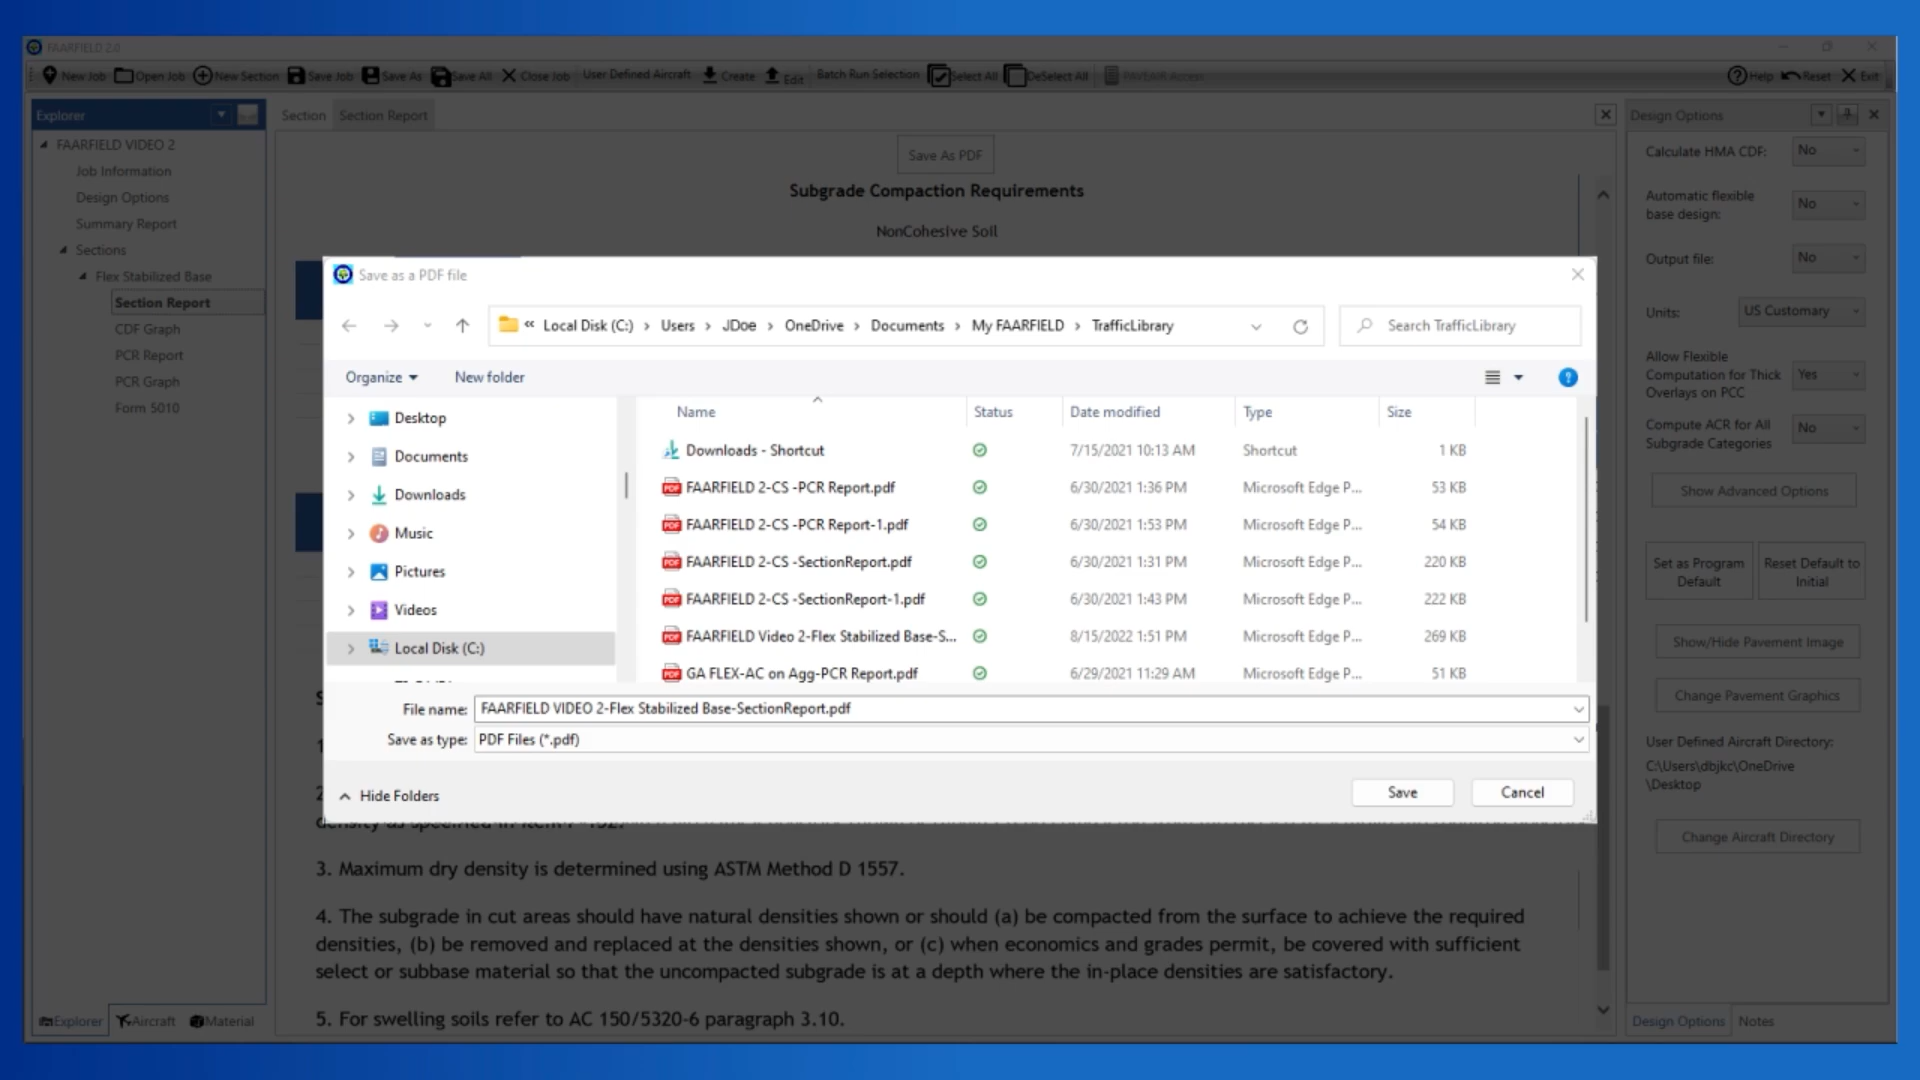 FAARFIELD 2.0
New Job Open Job New Section Save Job Save As Save All Close Job User Defined Aircraft Create Edit Batch Run Selection Select All DeSelect All PAVEAIR Access Help Reset Exit
Explorer
FAARFIELD VIDEO 2
Job Information
Design Options
Summary Report
Sections
Flex Stabilized Base
Section Report
CDF Graph
PCR Report
PCR Graph
Form 5010
Explorer Aircraft Material
Section Section Report
Save As PDF
Subgrade Compaction Requirements
NonCohesive Soil
Save as a PDF file
« Local Disk (C:) › Users › JDoe › OneDrive › Documents › My FAARFIELD › TrafficLibrary
Search TrafficLibrary
Organize New folder
Desktop
Documents
Downloads
Music
Pictures
Videos
Local Disk (C:)
Name Status Date modified Type Size
Downloads - Shortcut 7/15/2021 10:13 AM Shortcut 1 KB
FAARFIELD 2-CS -PCR Report.pdf 6/30/2021 1:36 PM Microsoft Edge P... 53 KB
FAARFIELD 2-CS -PCR Report-1.pdf 6/30/2021 1:53 PM Microsoft Edge P... 54 KB
FAARFIELD 2-CS -SectionReport.pdf 6/30/2021 1:31 PM Microsoft Edge P... 220 KB
FAARFIELD 2-CS -SectionReport-1.pdf 6/30/2021 1:43 PM Microsoft Edge P... 222 KB
FAARFIELD Video 2-Flex Stabilized Base-S... 8/15/2022 1:51 PM Microsoft Edge P... 269 KB
GA FLEX-AC on Agg-PCR Report.pdf 6/29/2021 11:29 AM Microsoft Edge P... 51 KB
File name: FAARFIELD VIDEO 2-Flex Stabilized Base-SectionReport.pdf
Save as type: PDF Files (*.pdf)
Hide Folders
Save Cancel
3. Maximum dry density is determined using ASTM Method D 1557.
4. The subgrade in cut areas should have natural densities shown or should (a) be compacted from the surface to achieve the required
densities, (b) be removed and replaced at the densities shown, or (c) when economics and grades permit, be covered with sufficient
select or subbase material so that the uncompacted subgrade is at a depth where the in-place densities are satisfactory.
5. For swelling soils refer to AC 150/5320-6 paragraph 3.10.
Design Options
Calculate HMA CDF: No
Automatic flexible
base design: No
Output file: No
Units: US Customary
Allow Flexible
Computation for Thick Yes
Overlays on PCC
Compute ACR for All No
Subgrade Categories
Show Advanced Options
Set as Program
Default
Reset Default to
Initial
Show/Hide Pavement Image
Change Pavement Graphics
User Defined Aircraft Directory:
C:\Users\dbjkc\OneDrive
\Desktop
Change Aircraft Directory
Design Options Notes